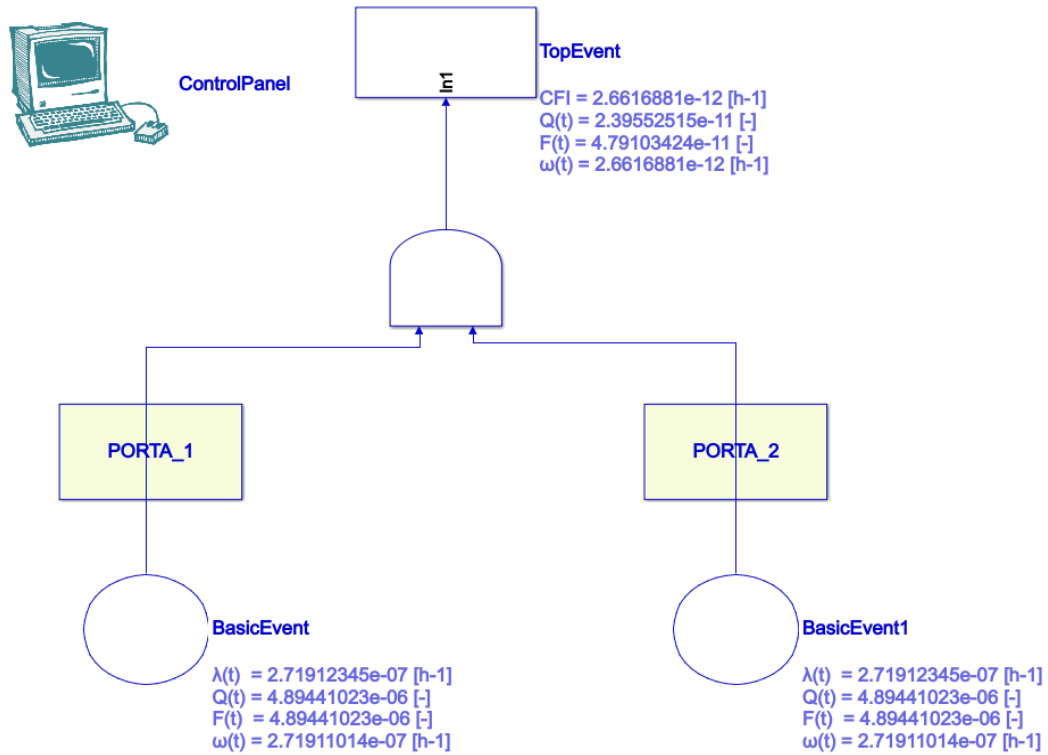 TopEvent
ControlPanel
In1
CFI = 2.6616881e-12 [h-1]
Q(t) = 2.39552515e-11 [-]
F(t) = 4.79103424e-11 [-]
ω(t) = 2.6616881e-12 [h-1]
PORTA_1
PORTA_2
BasicEvent
λ(t) = 2.71912345e-07 [h-1]
Q(t) = 4.89441023e-06 [-]
F(t) = 4.89441023e-06 [-]
ω(t) = 2.71911014e-07 [h-1]
BasicEvent1
λ(t) = 2.71912345e-07 [h-1]
Q(t) = 4.89441023e-06 [-]
F(t) = 4.89441023e-06 [-]
ω(t) = 2.71911014e-07 [h-1]